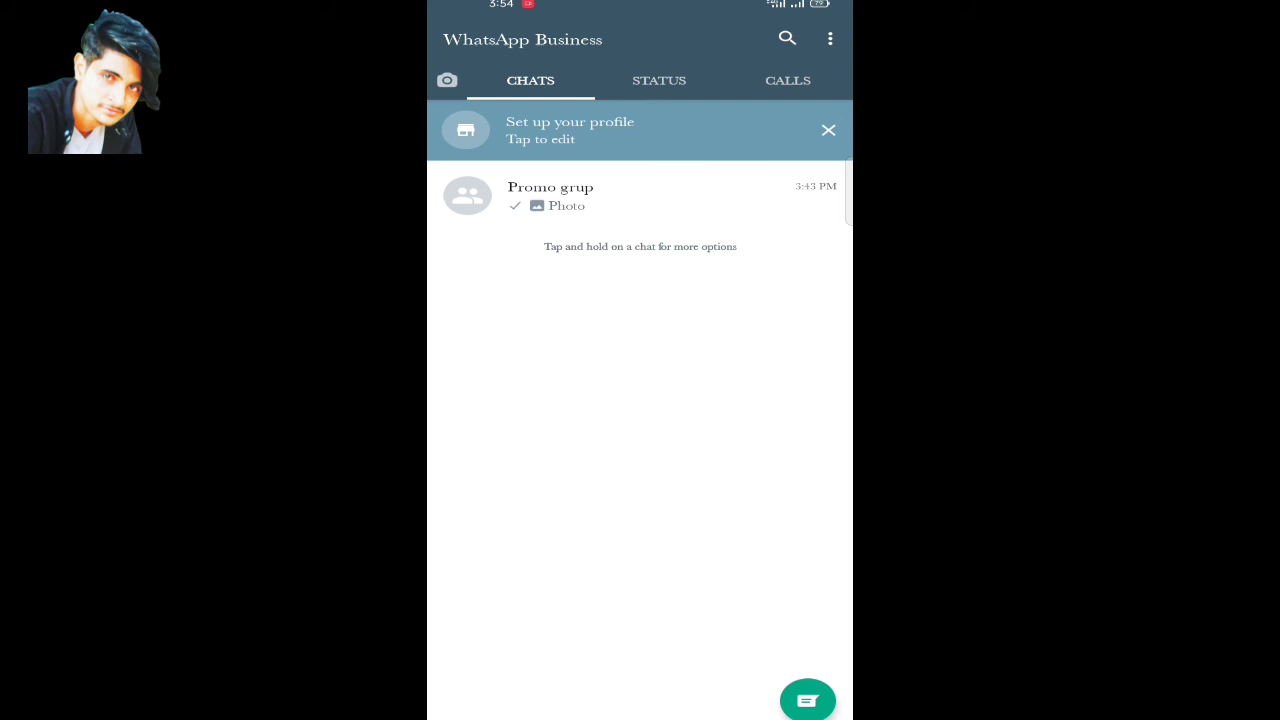 3:54
79
WhatsApp Business
CHATS STATUS CALLS
Set up your profile
Tap to edit
Promo grup 3:43 PM
Photo
Tap and hold on a chat for more options